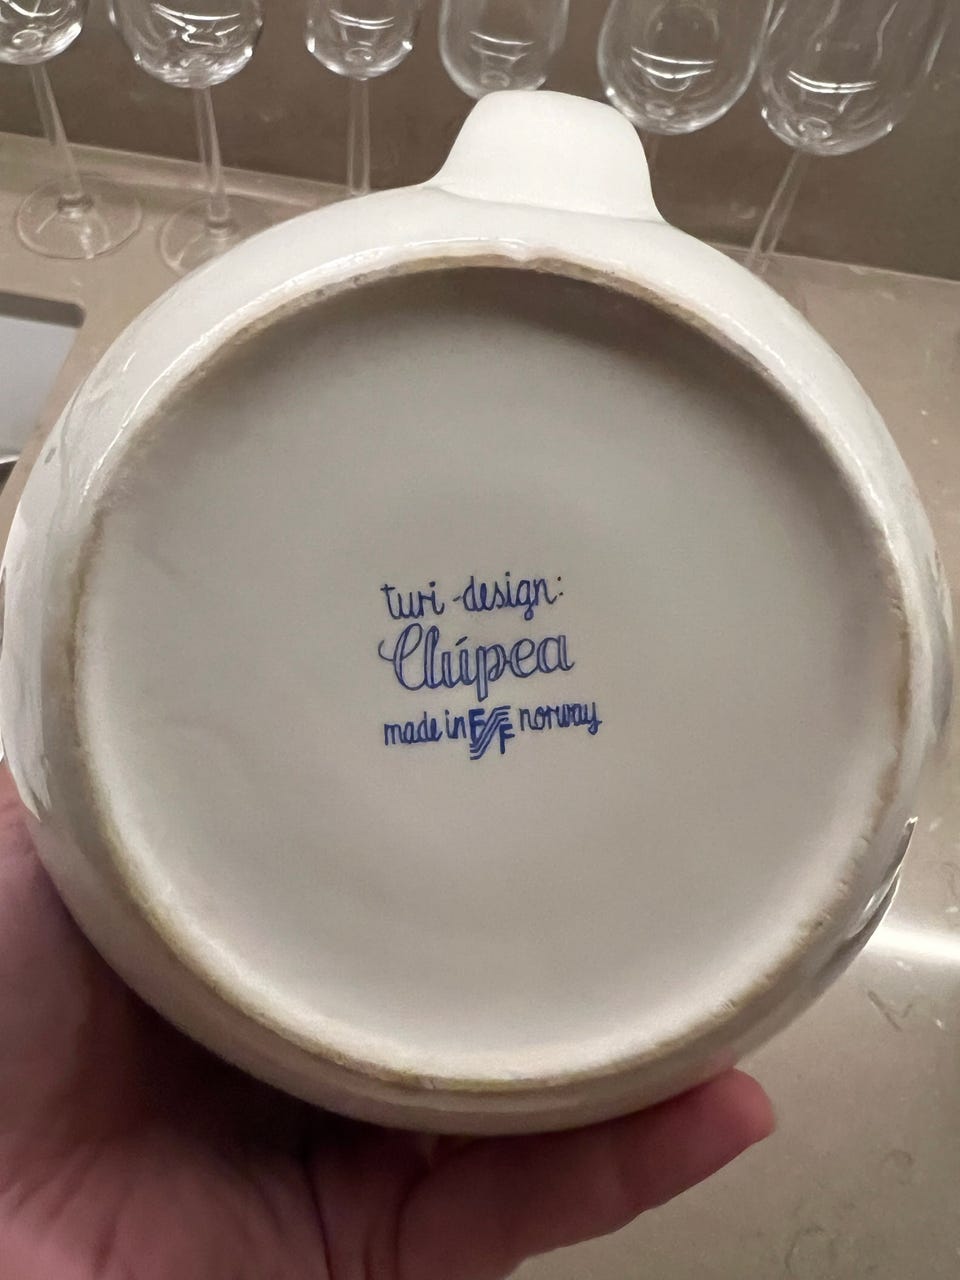 turi-design:
Clúpea
made in F/F norway